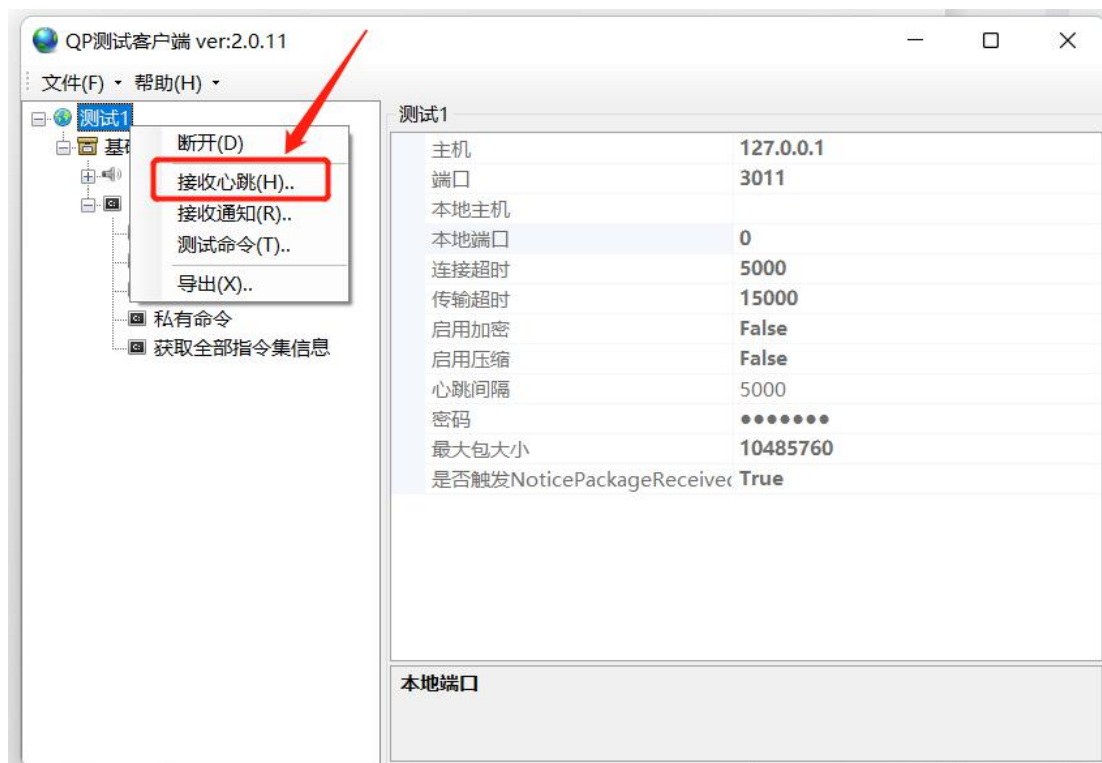 QP测试客户端 ver:2.0.11
文件(F) 帮助(H)
测试1
断开(D)
接收心跳(H)..
接收通知(R)..
测试命令(T)..
导出(X)..
私有命令
获取全部指令集信息
测试1
主机 127.0.0.1
端口 3011
本地主机
本地端口 0
连接超时 5000
传输超时 15000
启用加密 False
启用压缩 False
心跳间隔 5000
密码 ●●●●●●●
最大包大小 10485760
是否触发NoticePackageReceived True
本地端口